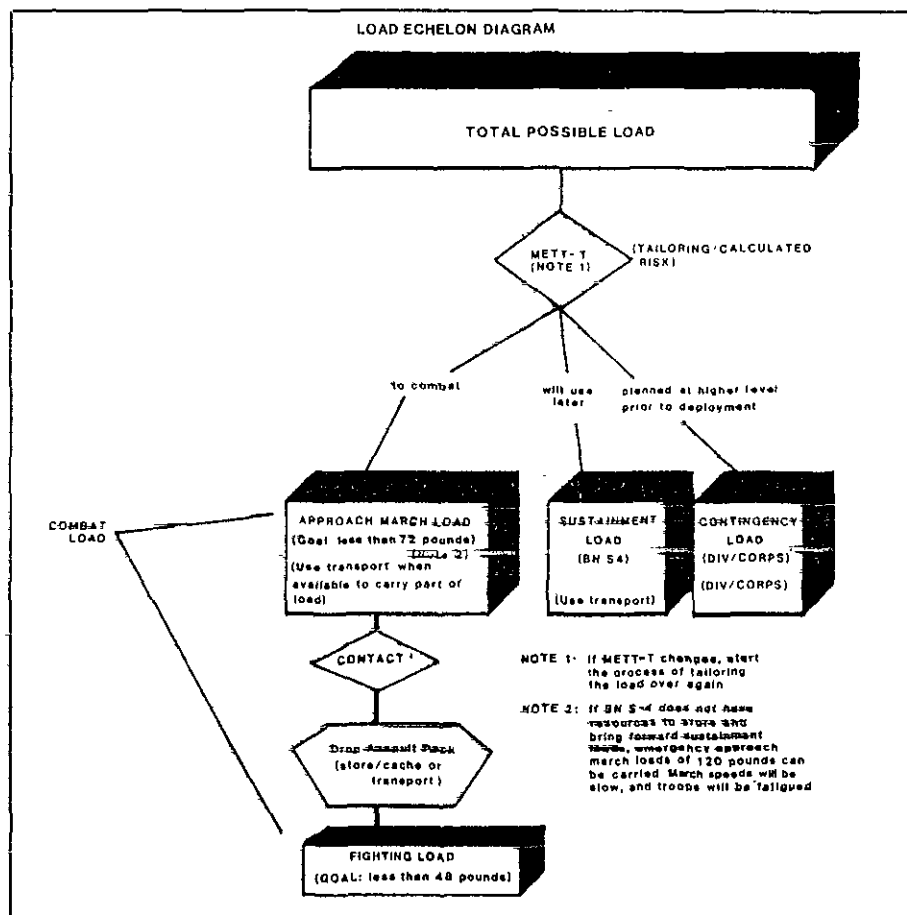 LOAD ECHELON DIAGRAM
TOTAL POSSIBLE LOAD
METT-T
(NOTE 1)
(TAILORING/CALCULATED
RISK)
to combat
will use
later
planned at higher level
prior to deployment
COMBAT
LOAD
APPROACH MARCH LOAD
(Goal less than 72 pounds)
(Use transport when
available to carry part of
load)
SUSTAINMENT
LOAD
(BN S4)
(Use transport)
CONTINGENCY
LOAD
(DIV/CORPS)
(DIV/CORPS)
CONTACT
Drop Assault Pack
(store/cache or
transport)
FIGHTING LOAD
(GOAL: less than 48 pounds)
NOTE 1: If METT-T changes, start
the process of tailoring
the load over again
NOTE 2: If BN S-4 does not have
resources to store and
bring forward sustainment
loads, emergency approach
march loads of 120 pounds can
be carried March speeds will be
slow, and troops will be fatigued